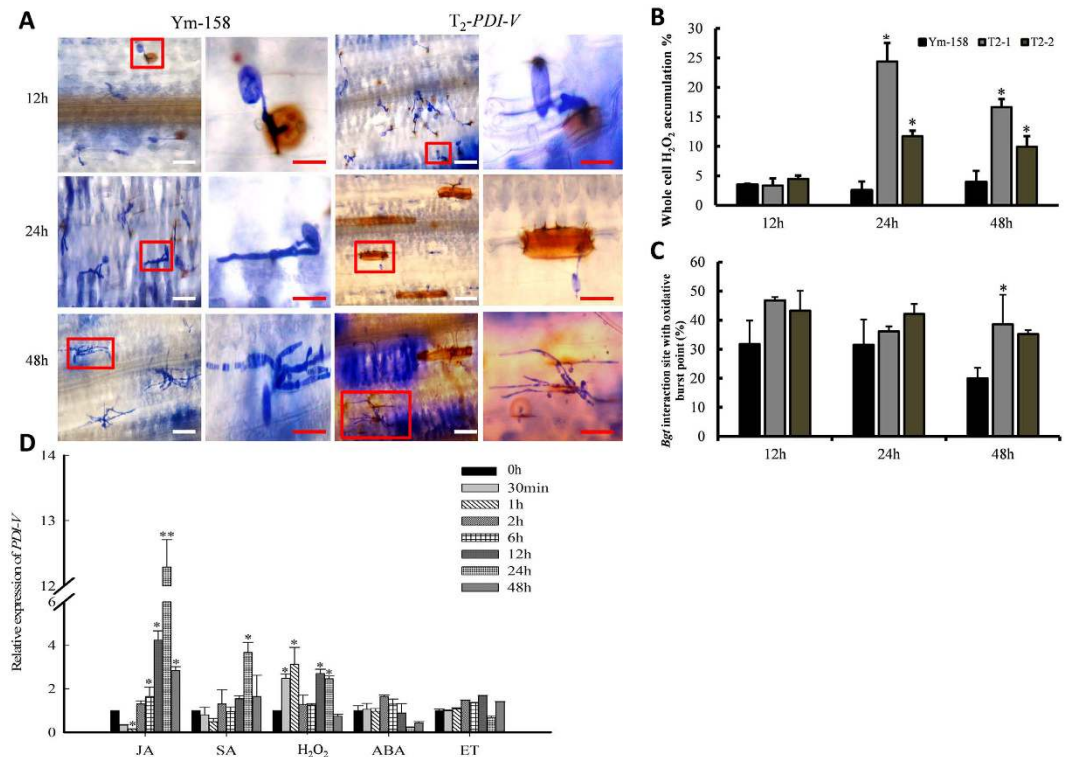 A
Ym-158
T2-PDI-V
12h
24h
48h
B
Whole cell H2O2 accumulation %
35
30
25
20
15
10
5
0
Ym-158 T2-1 T2-2
*
*
*
*
12h 24h 48h
C
Bgt interaction site with oxidative
burst point (%)
60
50
40
30
20
10
0
*
12h 24h 48h
D
Relative expression of PDI-V
14
13
12
6
4
2
0
0h
30min
1h
2h
6h
12h
24h
48h
**
*
*
*
*
*
*
*
*
*
JA SA H2O2 ABA ET